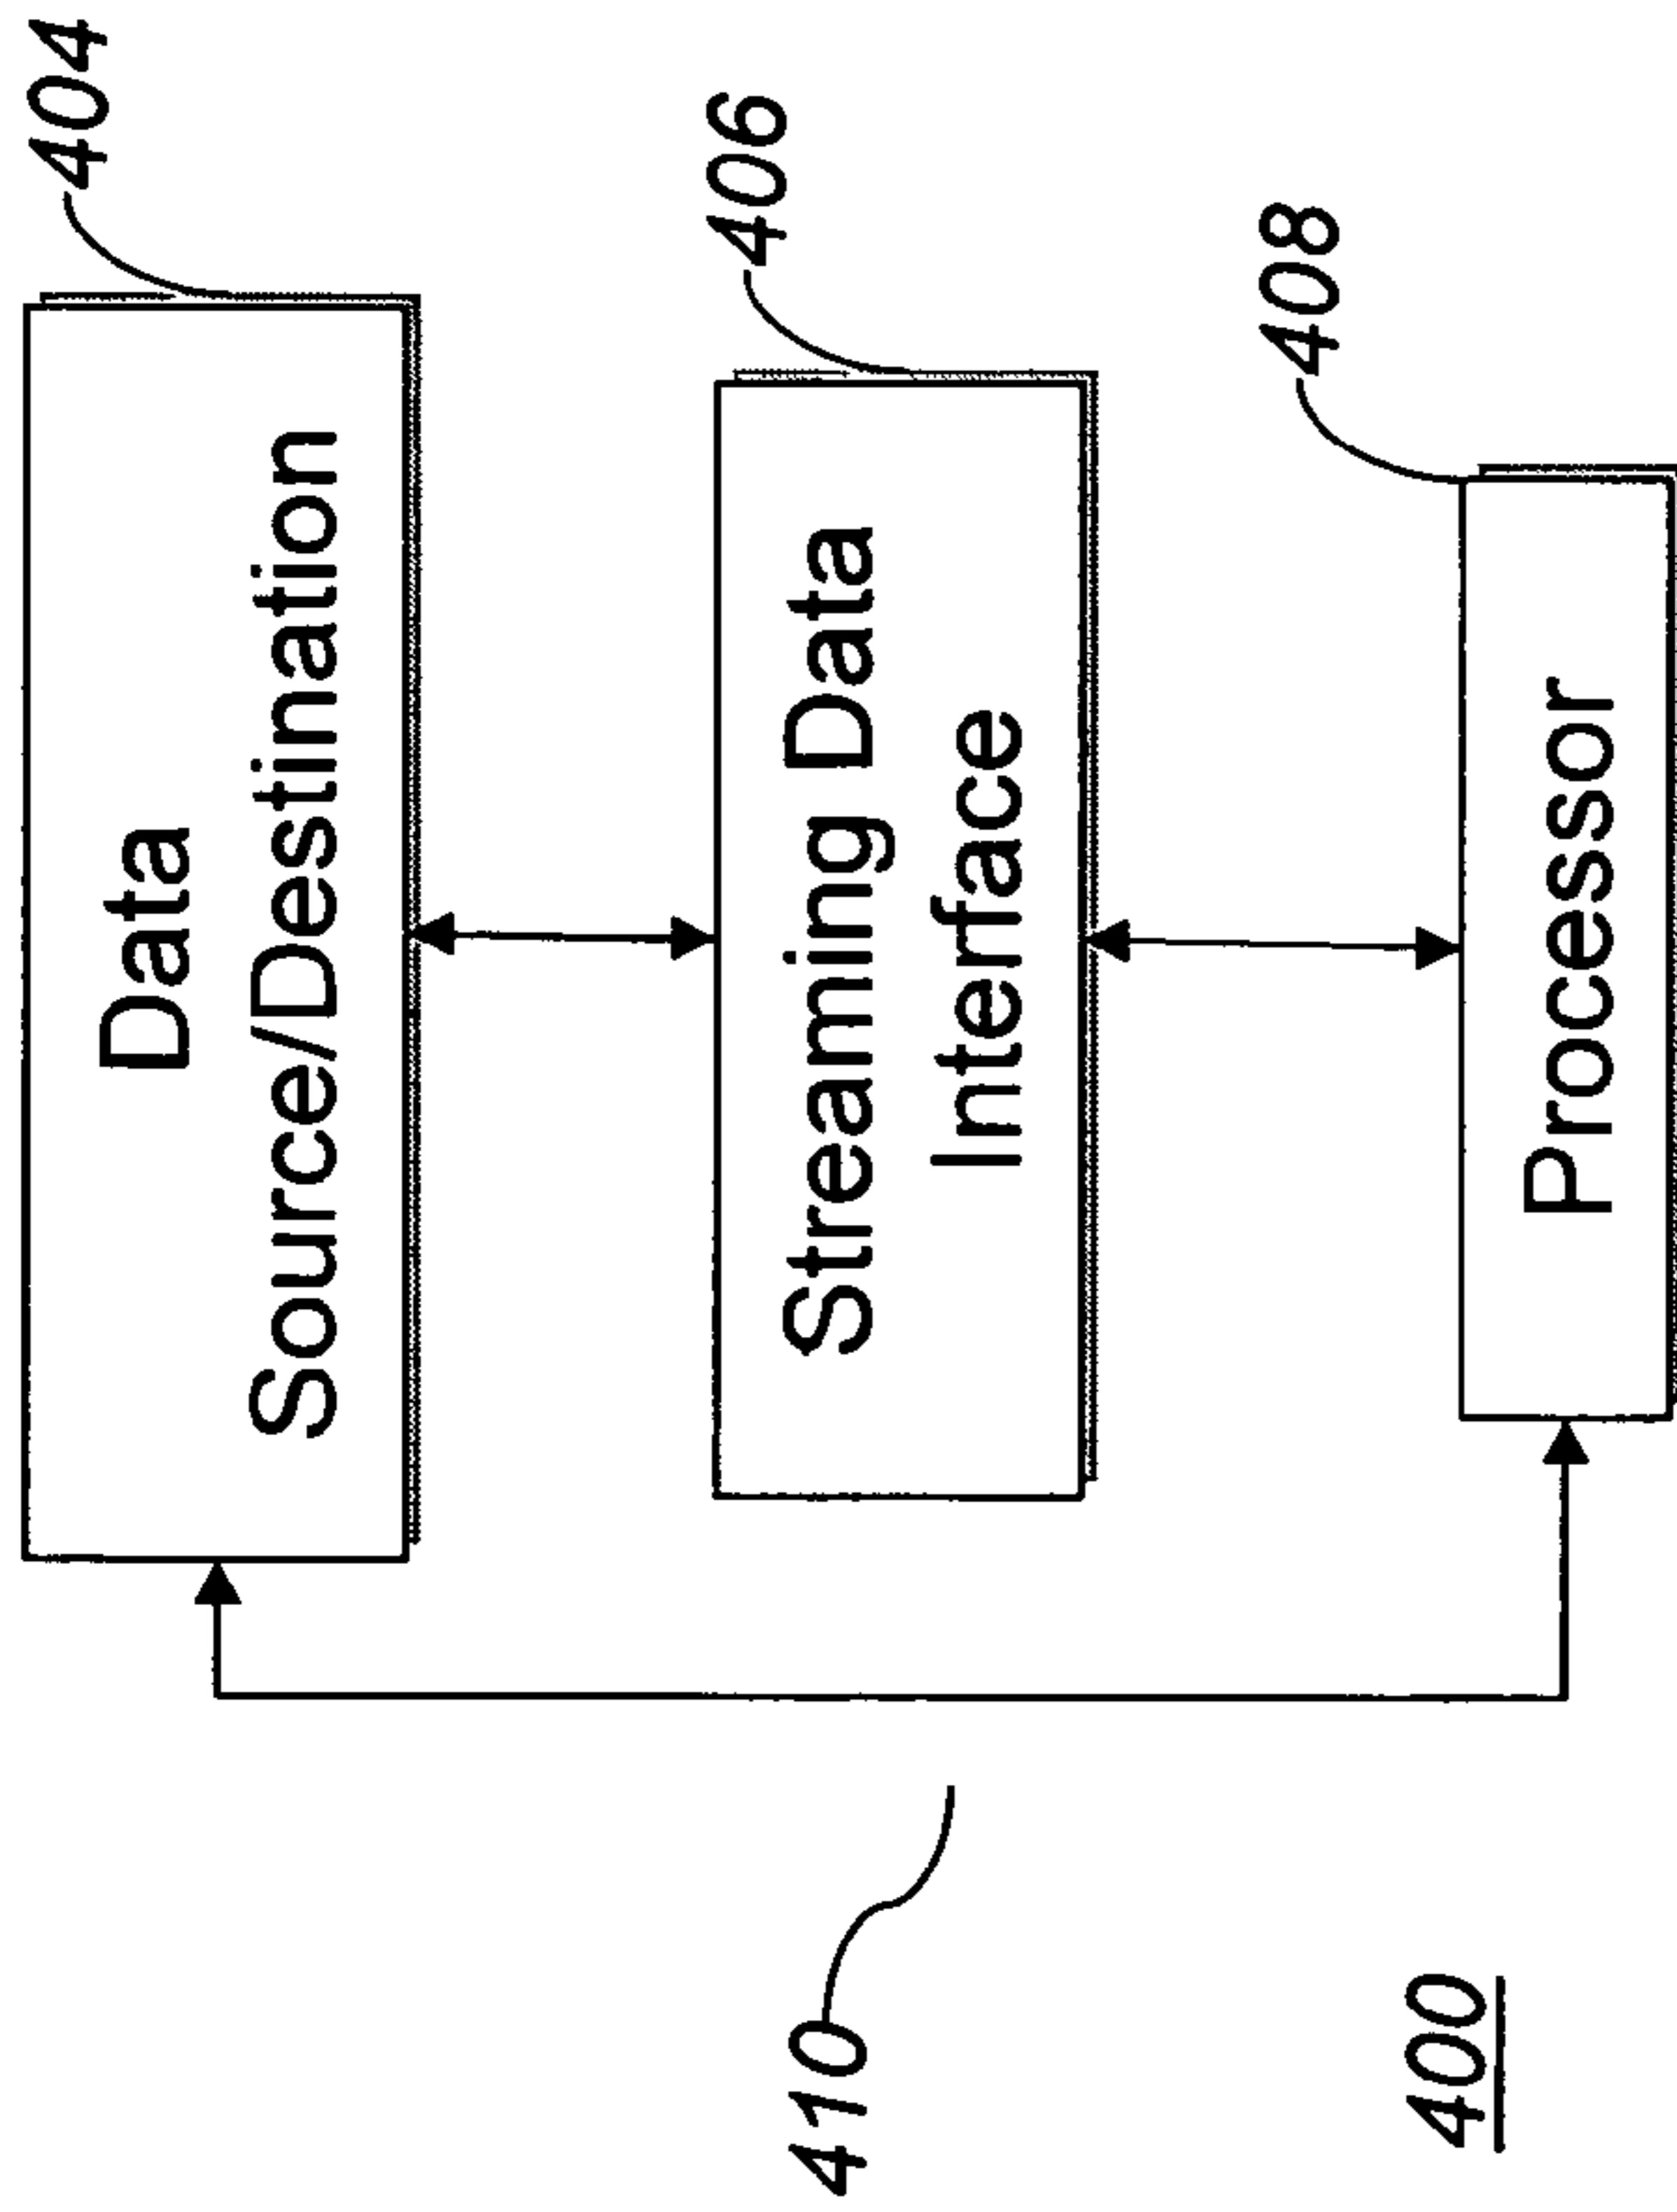 Data
Source/Destination
404
Streaming Data
Interface
406
Processor
408
410
400